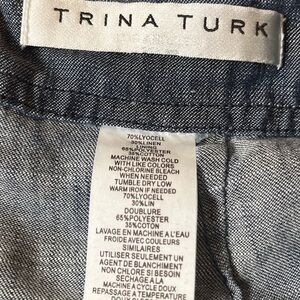 TRINA TURK
70%LYOCELL
30%LINEN
LINING
65%POLYESTER
35%COTTON
MACHINE WASH COLD
WITH LIKE COLORS
NON-CHLORINE BLEACH
WHEN NEEDED
TUMBLE DRY LOW
WARM IRON IF NEEDED
70%LYOCELL
30%LIN
DOUBLURE
65%POLYESTER
35%COTON
LAVAGE EN MACHINE A L'EAU
FROIDE AVEC COULEURS
SIMILAIRES
UTILISER SEULEMENT UN
AGENT DE BLANCHIMENT
NON CHLORE SI BESOIN
SECHAGE A LA
MACHINE A CYCLE DOUX
REPASSAGE A TEMPERATURE